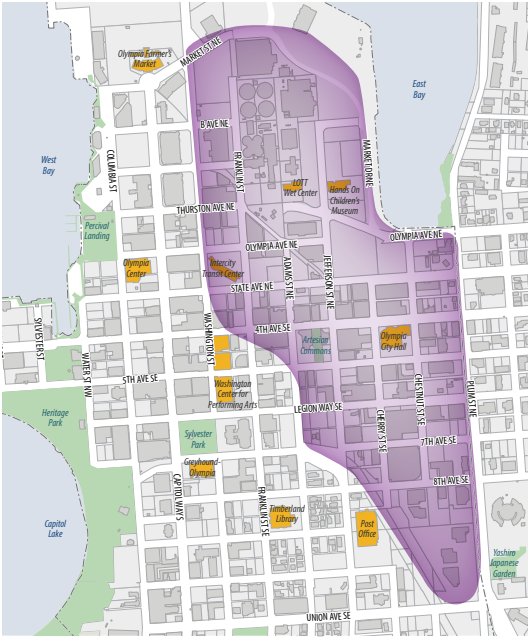 Olympia Farmer's
Market
MARKET ST NE
East
Bay
B AVE NE
West
Bay
COLUMBIA ST
FRANKLIN ST
MARKET DR NE
LOTT
Wet Center
Hands On
Children's
Museum
THURSTON AVE NE
Percival
Landing
OLYMPIA AVE NE
OLYMPIA AVE NE
Olympia
Center
Intercity
Transit Center
ADAMS ST NE
JEFFERSON ST NE
STATE AVE NE
SYLVESTER ST
WASHINGTON ST
4TH AVE SE
Artesian
Commons
Olympia
City Hall
WATER ST NW
5TH AVE SE
Washington
Center for
Performing Arts
CHESTNUT ST SE
PLUM ST NE
Heritage
Park
LEGION WAY SE
CHERRY ST SE
Sylvester
Park
7TH AVE SE
Greyhound-
Olympia
8TH AVE SE
CAPITOL WAY S
FRANKLIN ST SE
Timberland
Library
Capitol
Lake
Post
Office
Yashiro
Japanese
Garden
UNION AVE SE